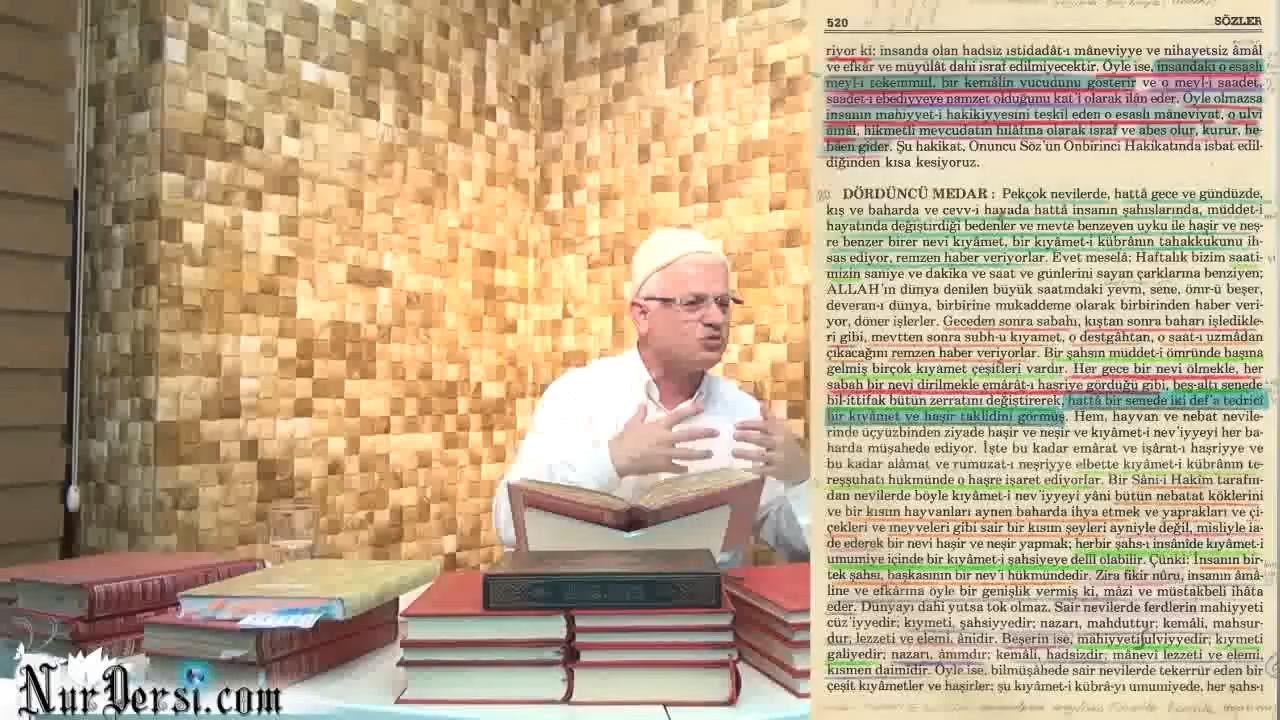 520
SÖZLER
riyor ki; insanda olan hadsiz istidadât-ı mâneviyye ve nihayetsiz âmâl
ve efkâr ve müyûlât dahi israf edilmiyecektir. Öyle ise, insandaki o esaslı
meyl-i tekemmül, bir kemâlin vücudunu gösterir ve o meyl-i saadet,
saadet-i ebediyyeye namzet olduğunu kat'î olarak ilân eder. Öyle olmazsa
insanın mahiyyet-i hakikiyyesini teşkil eden o esaslı mâneviyat, o ulvî
âmâl, hikmetli mevcudatın hilâfına olarak israf ve abes olur, kurur, he-
bâen gider. Şu hakikat, Onuncu Söz'ün Onbirinci Hakikatında isbat edil-
diğinden kısa kesiyoruz.
DÖRDÜNCÜ MEDAR : Pekçok nevilerde, hattâ gece ve gündüzde,
kış ve baharda ve cevv-i havada hattâ insanın şahıslarında, müddet-i
hayatında değiştirdiği bedenler ve mevte benzeyen uyku ile haşir ve neş-
re benzer birer nevi kıyâmet, bir kıyâmet-i kübrânın tahakkukunu ih-
sas ediyor, remzen haber veriyorlar. Evet meselâ: Haftalık bizim saati-
mizin saniye ve dakika ve saat ve günlerini sayan çarklarına benziyen;
ALLAH'ın dünya denilen büyük saatındaki yevm, sene, ömr-ü beşer,
deveran-ı dünya, birbirine mukaddeme olarak birbirinden haber veri-
yor, döner işlerler. Geceden sonra sabahı, kıştan sonra baharı işledikle-
ri gibi, mevtten sonra subh-u kıyamet, o destgâhtan, o saat-ı uzmâdan
çıkacağını remzen haber veriyorlar. Bir şahsın müddet-i ömründe başına
gelmiş birçok kıyamet çeşitleri vardır. Her gece bir nevi ölmekle, her
sabah bir nevi dirilmekle emârât-ı haşriye gördüğü gibi, beş-altı senede
bil-ittifak bütün zerratını değiştirerek, hattâ bir senede iki def'a tedricî
bir kıyâmet ve haşir taklidini görmüş. Hem, hayvan ve nebat nevile-
rinde üçyüzbinden ziyade haşir ve neşir ve kıyâmet-i nev'iyyeyi her ba-
harda müşahede ediyor. İşte bu kadar emârat ve işârat-ı haşriyye ve
bu kadar alâmat ve rumuzat-ı neşriyye elbette kıyâmet-i kübrânın te-
reşşuhatı hükmünde o haşre işaret ediyorlar. Bir Sâni-i Hakîm tarafın-
dan nevilerde böyle kıyâmet-i nev'iyyeyi yâni bütün nebatat köklerini
ve bir kısım hayvanları aynen baharda ihya etmek ve yaprakları ve çi-
çekleri ve meyveleri gibi sair bir kısım şeyleri ayniyle değil, misliyle ia-
de ederek bir nevi haşir ve neşir yapmak; herbir şahs-ı insânide kıyamet-i
umumiye içinde bir kıyâmet-i şahsiyeye delil olabilir. Çünki: İnsanın bir-
tek şahsı, başkasının bir nev'i hükmündedir. Zira fikir nûru, insanın âmâ-
line ve efkârına öyle bir genişlik vermiş ki, mâzi ve müstakbeli ihâta
eder. Dünyayı dahi yutsa tok olmaz. Sair nevilerde ferdlerin mahiyyeti
cüz'iyyedir; kıymeti, şahsiyyedir; nazarı, mahduttur; kemâli, mahsur-
dur, lezzeti ve elemi, ânidir. Beşerin ise, mahiyyeti ulviyyedir; kıymeti
galiyedir; nazarı, âmmdır; kemâli, hadsizdir; mânevî lezzeti ve elemi,
kısmen daimîdir. Öyle ise, bilmüşâhede sair nevilerde tekerrür eden bir
çeşit kıyâmetler ve haşirler; şu kıyamet-i kübrâ-yı umumiyede, her şahs-ı
NurDersi.com